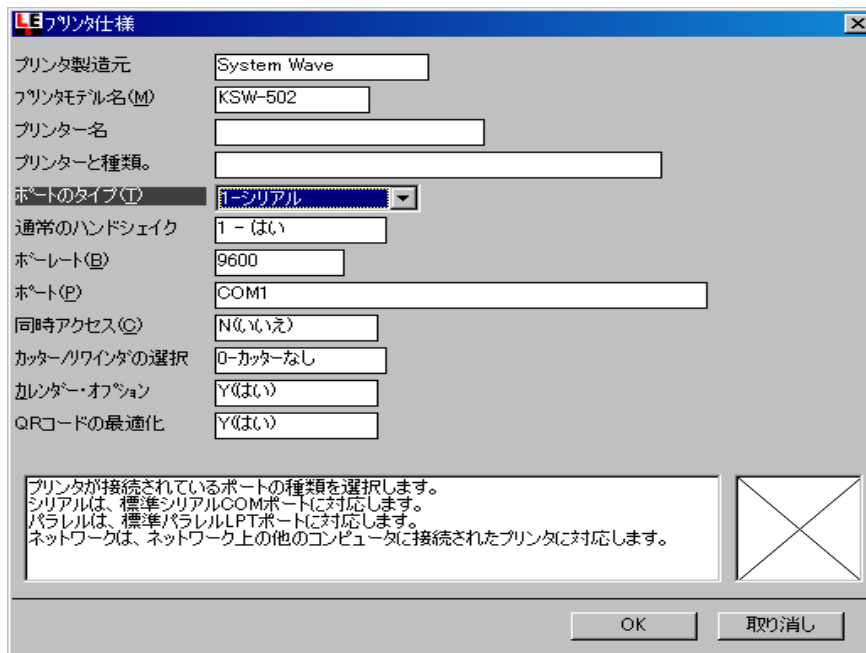 LE プリンタ仕様
プリンタ製造元 System Wave
プリンタモデル名(M) KSW-502
プリンター名
プリンターと種類。
ポートのタイプ(T) 1-シリアル
通常のハンドシェイク 1 - はい
ボーレート(B) 9600
ポート(P) COM1
同時アクセス(C) N(いいえ)
カッター/リワインダの選択 0-カッターなし
カレンダー・オプション Y((はい)
QRコードの最適化 Y((はい)
プリンタが接続されているポートの種類を選択します。
シリアルは、標準シリアルCOMポートに対応します。
パラレルは、標準パラレルLPTポートに対応します。
ネットワークは、ネットワーク上の他のコンピュータに接続されたプリンタに対応します。
OK 取り消し